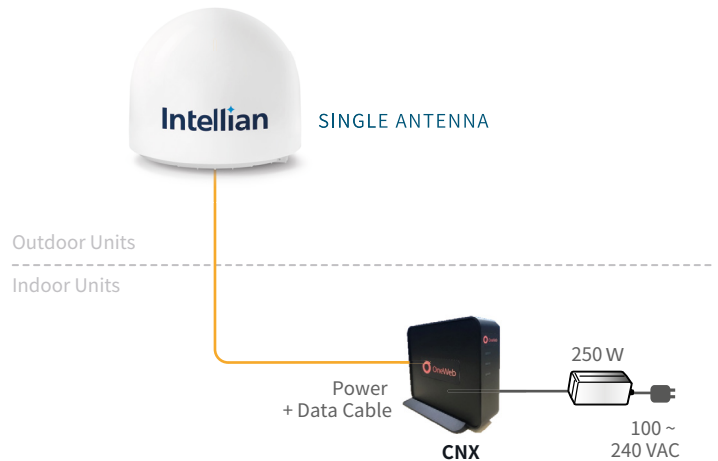 Intellian
SINGLE ANTENNA
Outdoor Units
Indoor Units
OneWeb
250 W
Power
+ Data Cable
100 ~
240 VAC
CNX